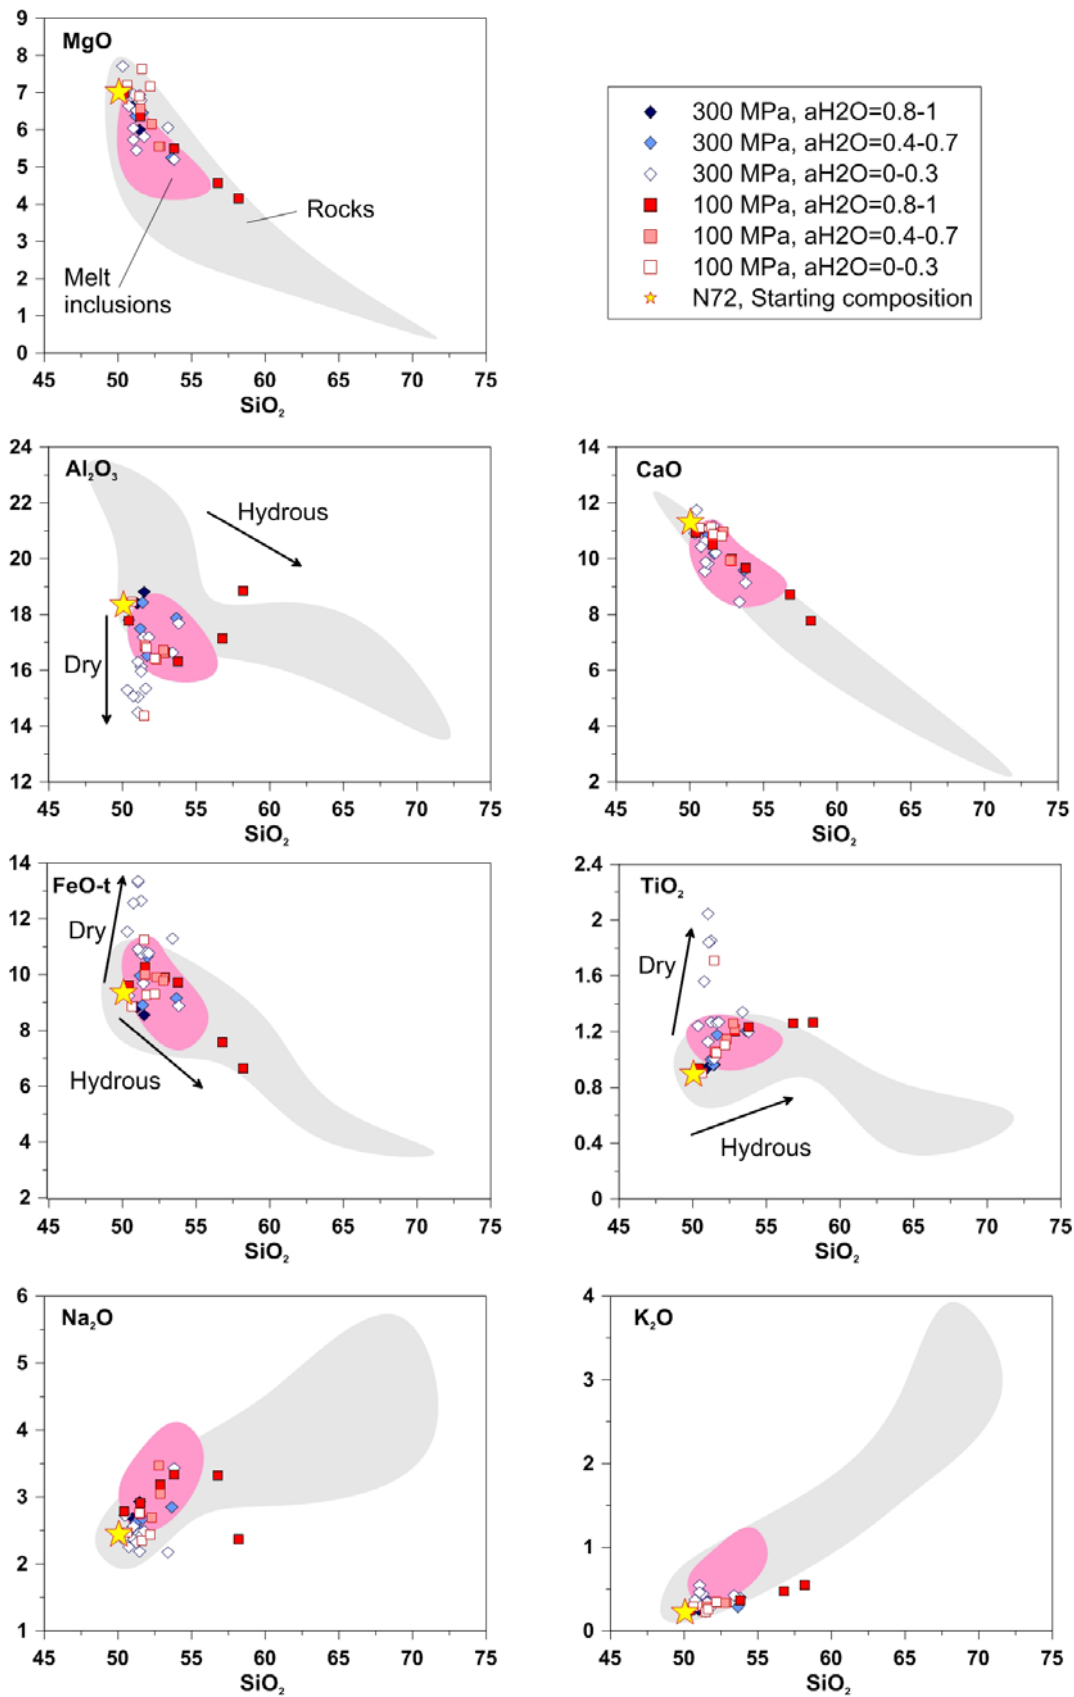 MgO
9
8
7
6
5
4
3
2
1
0
Rocks
Melt
inclusions
45 50 55 60 65 70 75
SiO₂
300 MPa, aH2O=0.8-1
300 MPa, aH2O=0.4-0.7
300 MPa, aH2O=0-0.3
100 MPa, aH2O=0.8-1
100 MPa, aH2O=0.4-0.7
100 MPa, aH2O=0-0.3
N72, Starting composition
Al₂O₃
24
22
20
18
16
14
12
Hydrous
Dry
45 50 55 60 65 70 75
SiO₂
CaO
14
12
10
8
6
4
2
45 50 55 60 65 70 75
SiO₂
FeO-t
14
12
10
8
6
4
2
Dry
Hydrous
45 50 55 60 65 70 75
SiO₂
TiO₂
2.4
2
1.6
1.2
0.8
0.4
0
Dry
Hydrous
45 50 55 60 65 70 75
SiO₂
Na₂O
6
5
4
3
2
1
45 50 55 60 65 70 75
SiO₂
K₂O
4
3
2
1
0
45 50 55 60 65 70 75
SiO₂